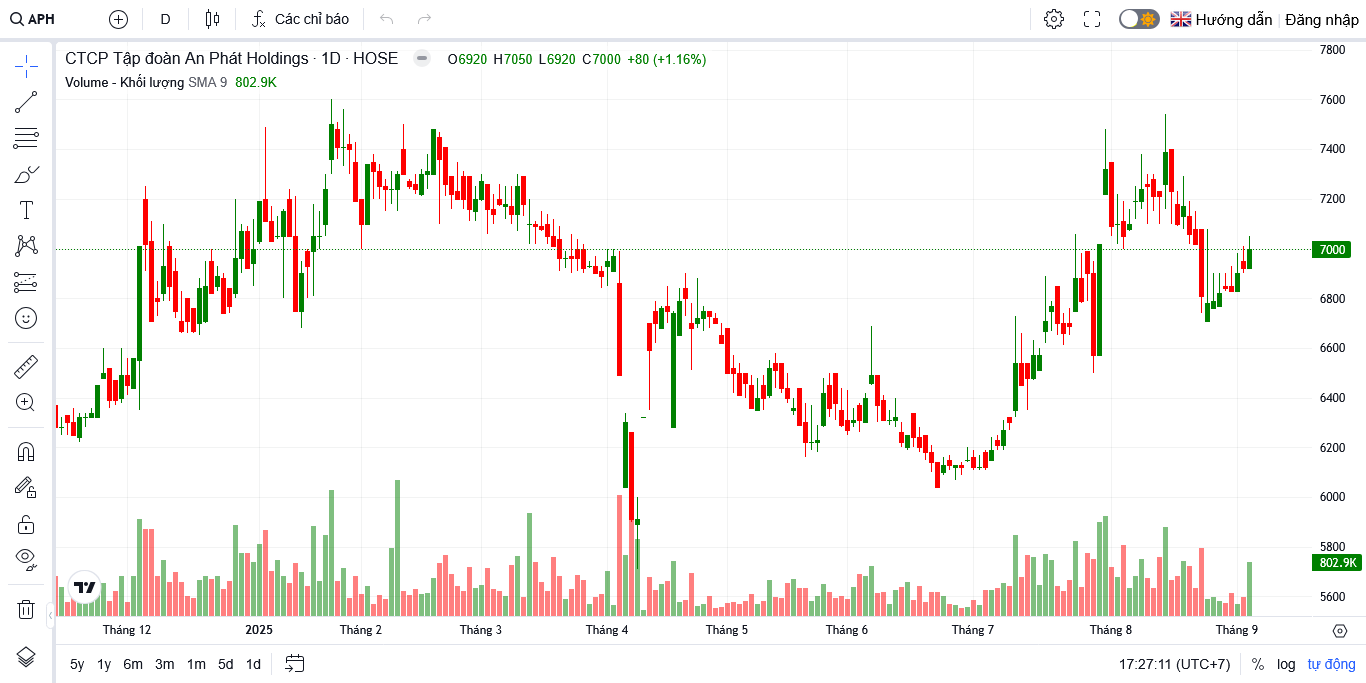 APH D Các chỉ báo Hướng dẫn Đăng nhập
CTCP Tập đoàn An Phát Holdings · 1D · HOSE O6920 H7050 L6920 C7000 +80 (+1.16%)
Volume - Khối lượng SMA 9 802.9K
7800
7600
7400
7200
7000
6800
6600
6400
6200
6000
5800
802.9K
5600
Tháng 12 2025 Tháng 2 Tháng 3 Tháng 4 Tháng 5 Tháng 6 Tháng 7 Tháng 8 Tháng 9
5y 1y 6m 3m 1m 5d 1d 17:27:11 (UTC+7) % log tự động